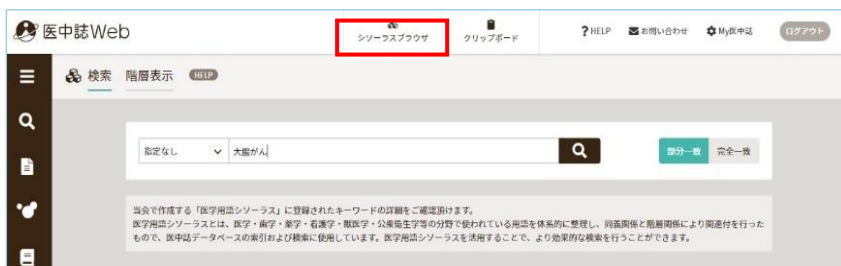 医中誌Web
シソーラスブラウザ
クリップボード
?HELP
お問い合わせ
My医中誌
ログアウト
検索 階層表示 HELP
指定なし
大腸がん
部分一致
完全一致
当会で作成する「医学用語シソーラス」に登録されたキーワードの詳細をご確認頂けます。
医学用語シソーラスとは、医学・歯学・薬学・看護学・獣医学・公衆衛生学等の分野で使われている用語を体系的に整理し、同義関係と階層関係により関連付を行った
もので、医中誌データベースの索引および検索に使用しています。医学用語シソーラスを活用することで、より効果的な検索を行うことができます。